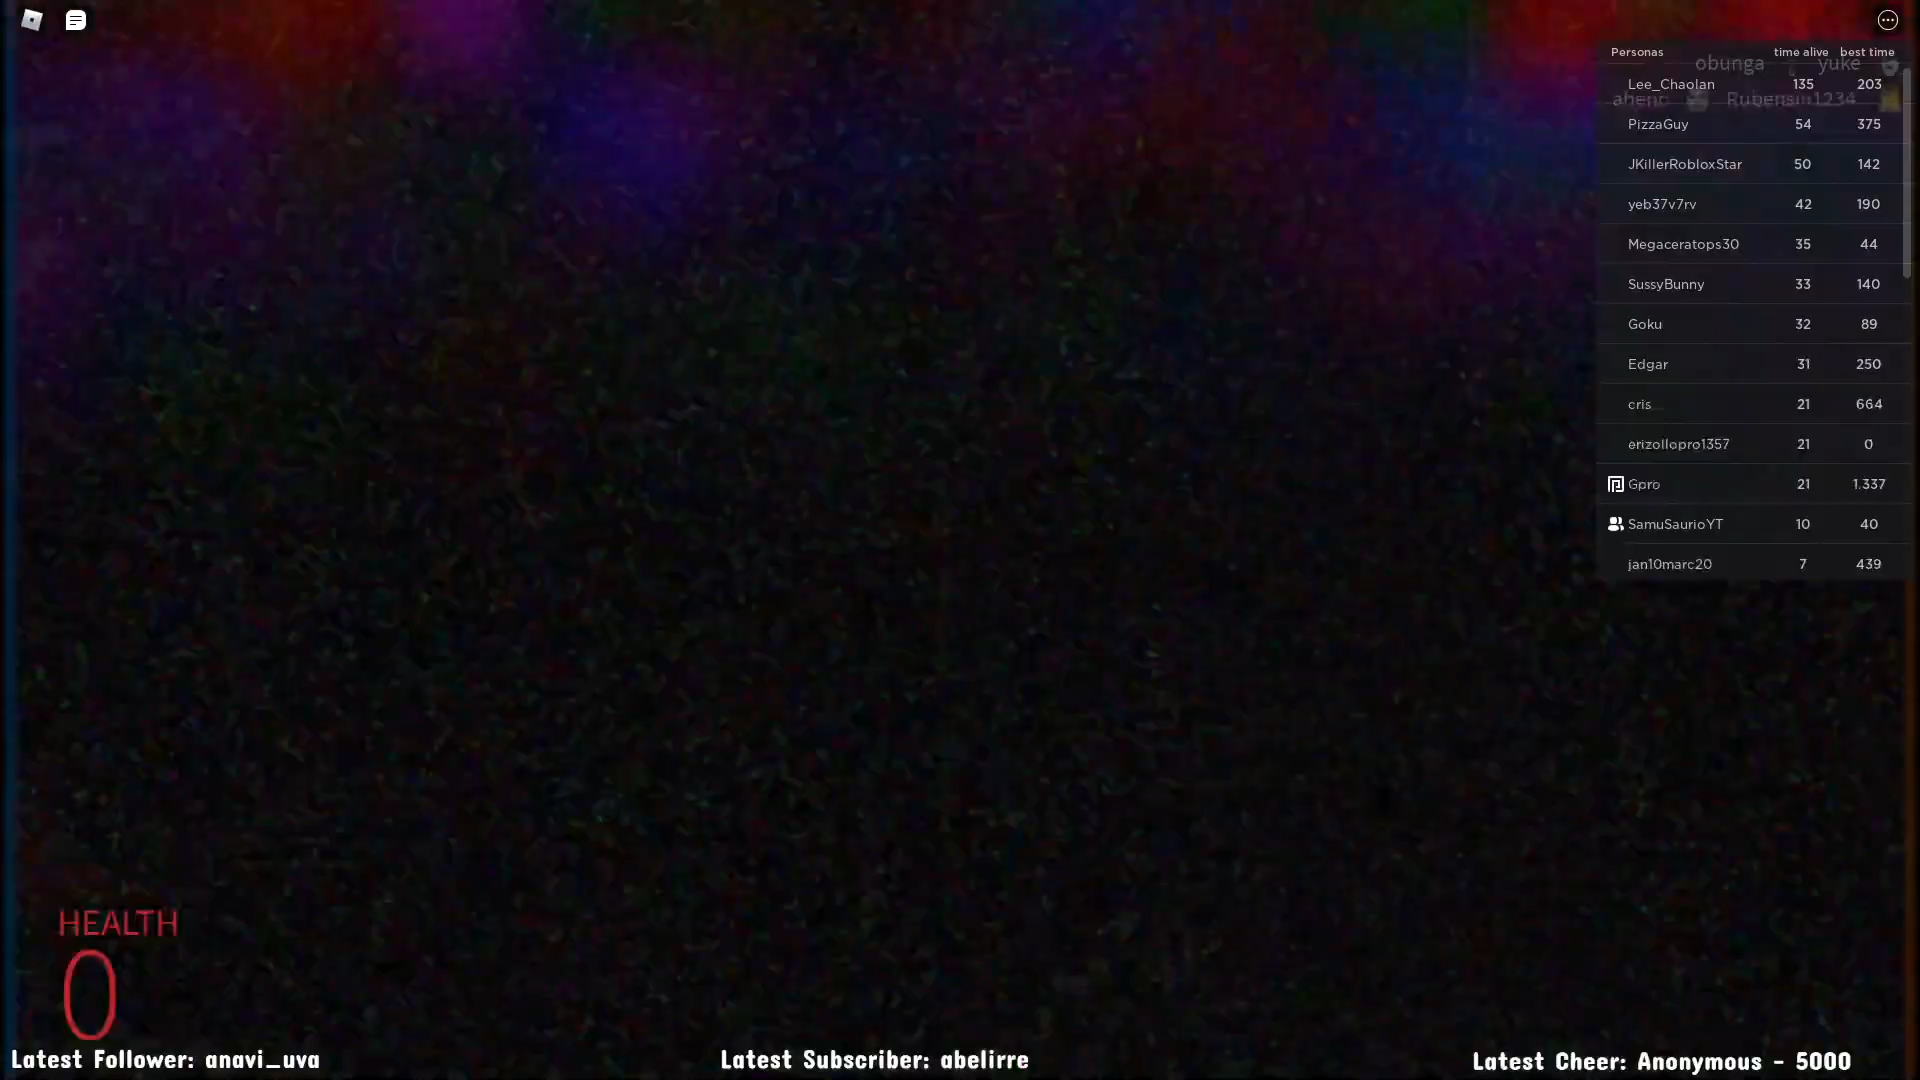 Personas time alive best time
obunga yuke
Lee_Chaolan 135 203
Rubensin1234
PizzaGuy 54 375
JKillerRobloxStar 50 142
yeb37v7rv 42 190
Megaceratops30 35 44
SussyBunny 33 140
Goku 32 89
Edgar 31 250
cris 21 664
erizollopro1357 21 0
Gpro 21 1.337
SamuSaurioYT 10 40
jan10marc20 7 439
HEALTH
0
Latest Follower: anavi_uva
Latest Subscriber: abelirre
Latest Cheer: Anonymous - 5000